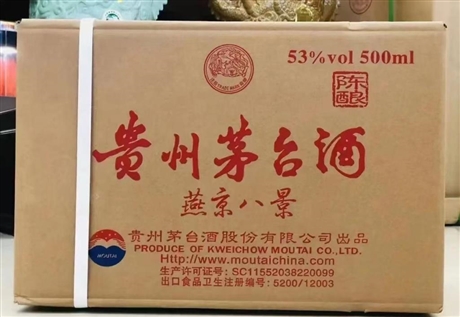 53%vol 500ml
陈酿
贵州茅台酒
燕京八景
贵州茅台酒股份有限公司出品
PRODUCE OF KWEICHOW MOUTAI CO.,LTD.
Http://www.moutaichina.com
生产许可证号: SC11552038220099
出口食品卫生注册编号: 5200/12003
MOUTAI